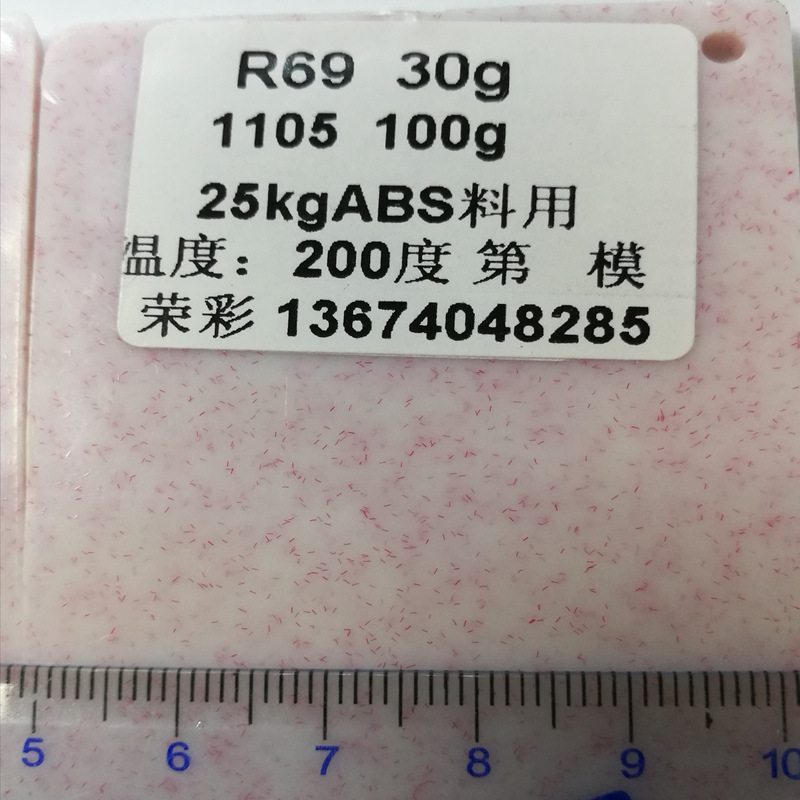 R69 30g
1105 100g
25kgABS料用
温度：200度 第 模
荣彩 13674048285
5 6 7 8 9 10